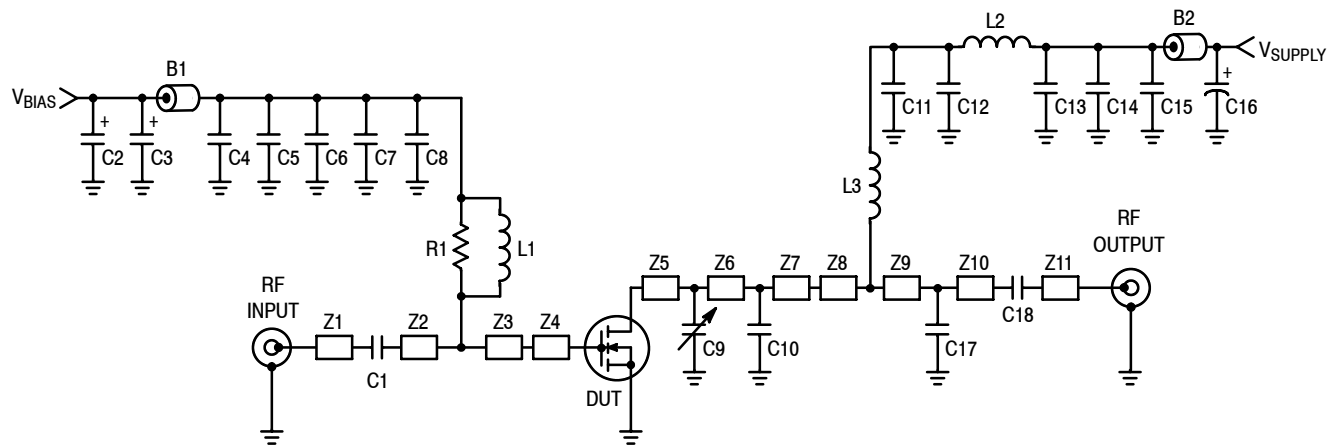 L2
B2
V_SUPPLY
B1
V_BIAS
+
+
+
C11
C12
C13
C14
C15
C16
C2
C3
C4
C5
C6
C7
C8
L3
R1
L1
RF
OUTPUT
RF
INPUT
Z5
Z6
Z7
Z8
Z9
Z10
Z11
C18
Z1
Z2
Z3
Z4
C1
C9
C10
C17
DUT